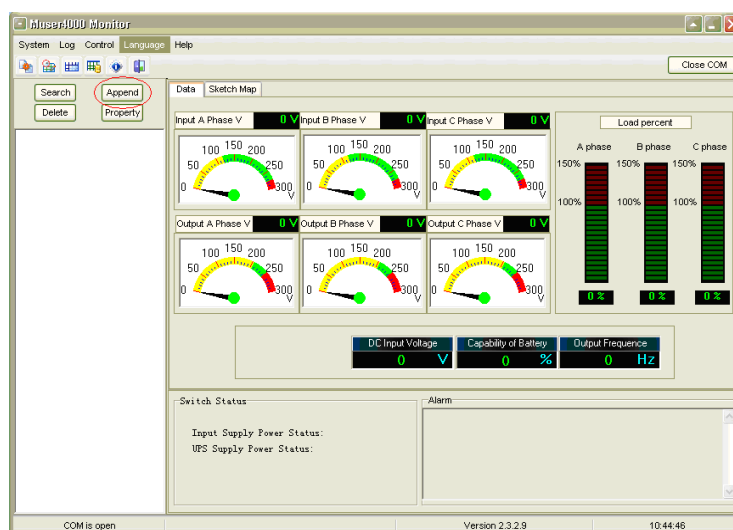 Muser4000 Monitor
System Log Control Language Help
Close COM
Search Append
Delete Property
Data Sketch Map
Input A Phase V 0 V Input B Phase V 0 V Input C Phase V 0 V
0 50 100 150 200 250 300 V
0 50 100 150 200 250 300 V
0 50 100 150 200 250 300 V
Output A Phase V 0 V Output B Phase V 0 V Output C Phase V 0 V
0 50 100 150 200 250 300 V
0 50 100 150 200 250 300 V
0 50 100 150 200 250 300 V
Load percent
A phase B phase C phase
150% 150% 150%
100% 100% 100%
0 % 0 % 0 %
DC Input Voltage Capability of Battery Output Frequence
0 V 0 % 0 Hz
Switch Status
Input Supply Power Status:
UPS Supply Power Status:
Alarm
COM is open Version 2.3.2.9 10:44:46